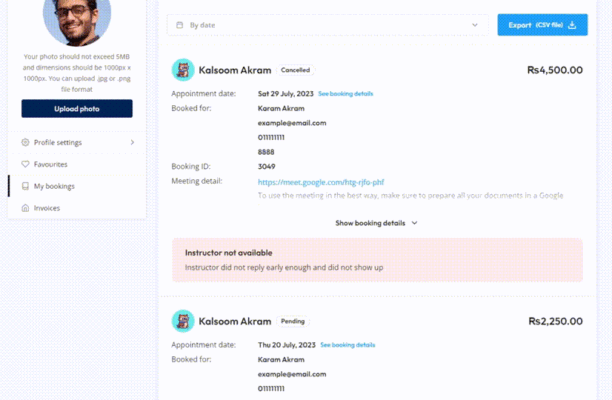 Your photo should not exceed 5MB
and dimensions should be 1000px x
1000px. You can upload .jpg or .png
file format
Upload photo
Profile settings
Favourites
My bookings
Invoices
By date
Export (CSV file)
Kalsoom Akram Cancelled ₨4,500.00
Appointment date: Sat 29 July, 2023 See booking details
Booked for: Karam Akram
example@email.com
011111111
8888
Booking ID: 3049
Meeting detail: https://meet.google.com/htg-rjfo-phf
To use the meeting in the best way, make sure to prepare all your documents in a Google
Show booking details
Instructor not available
Instructor did not reply early enough and did not show up
Kalsoom Akram Pending ₨2,250.00
Appointment date: Thu 20 July, 2023 See booking details
Booked for: Karam Akram
example@email.com
011111111